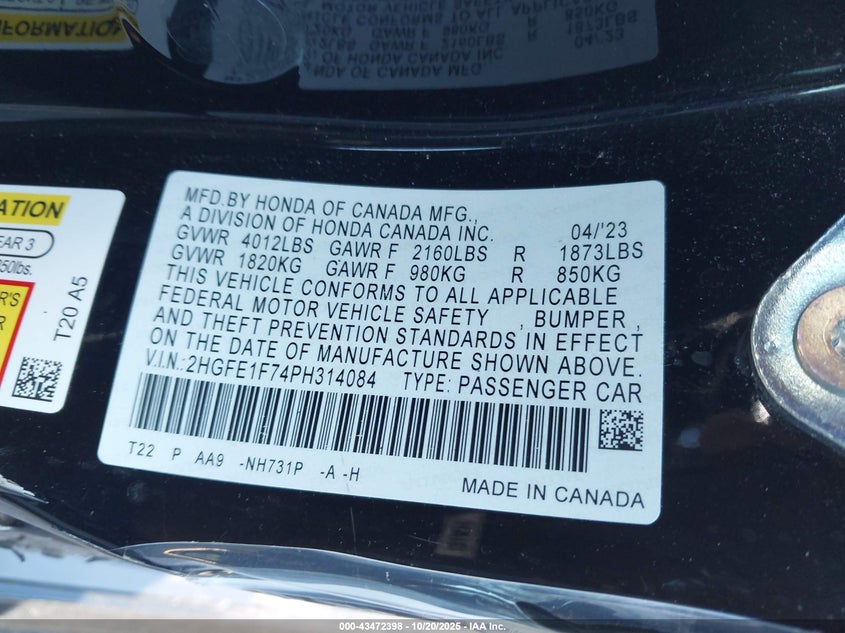 MFD.BY HONDA OF CANADA MFG.,
A DIVISION OF HONDA CANADA INC. 04/'23
GVWR 4012LBS GAWR F 2160LBS R 1873LBS
GVWR 1820KG GAWR F 980KG R 850KG
THIS VEHICLE CONFORMS TO ALL APPLICABLE
FEDERAL MOTOR VEHICLE SAFETY , BUMPER ,
AND THEFT PREVENTION STANDARDS IN EFFECT
ON THE DATE OF MANUFACTURE SHOWN ABOVE.
V.I.N.:2HGFE1F74PH314084 TYPE: PASSENGER CAR
T22 P AA9 -NH731P -A -H
MADE IN CANADA
T20 A5
000-43472398 - 10/20/2025 - IAA Inc.